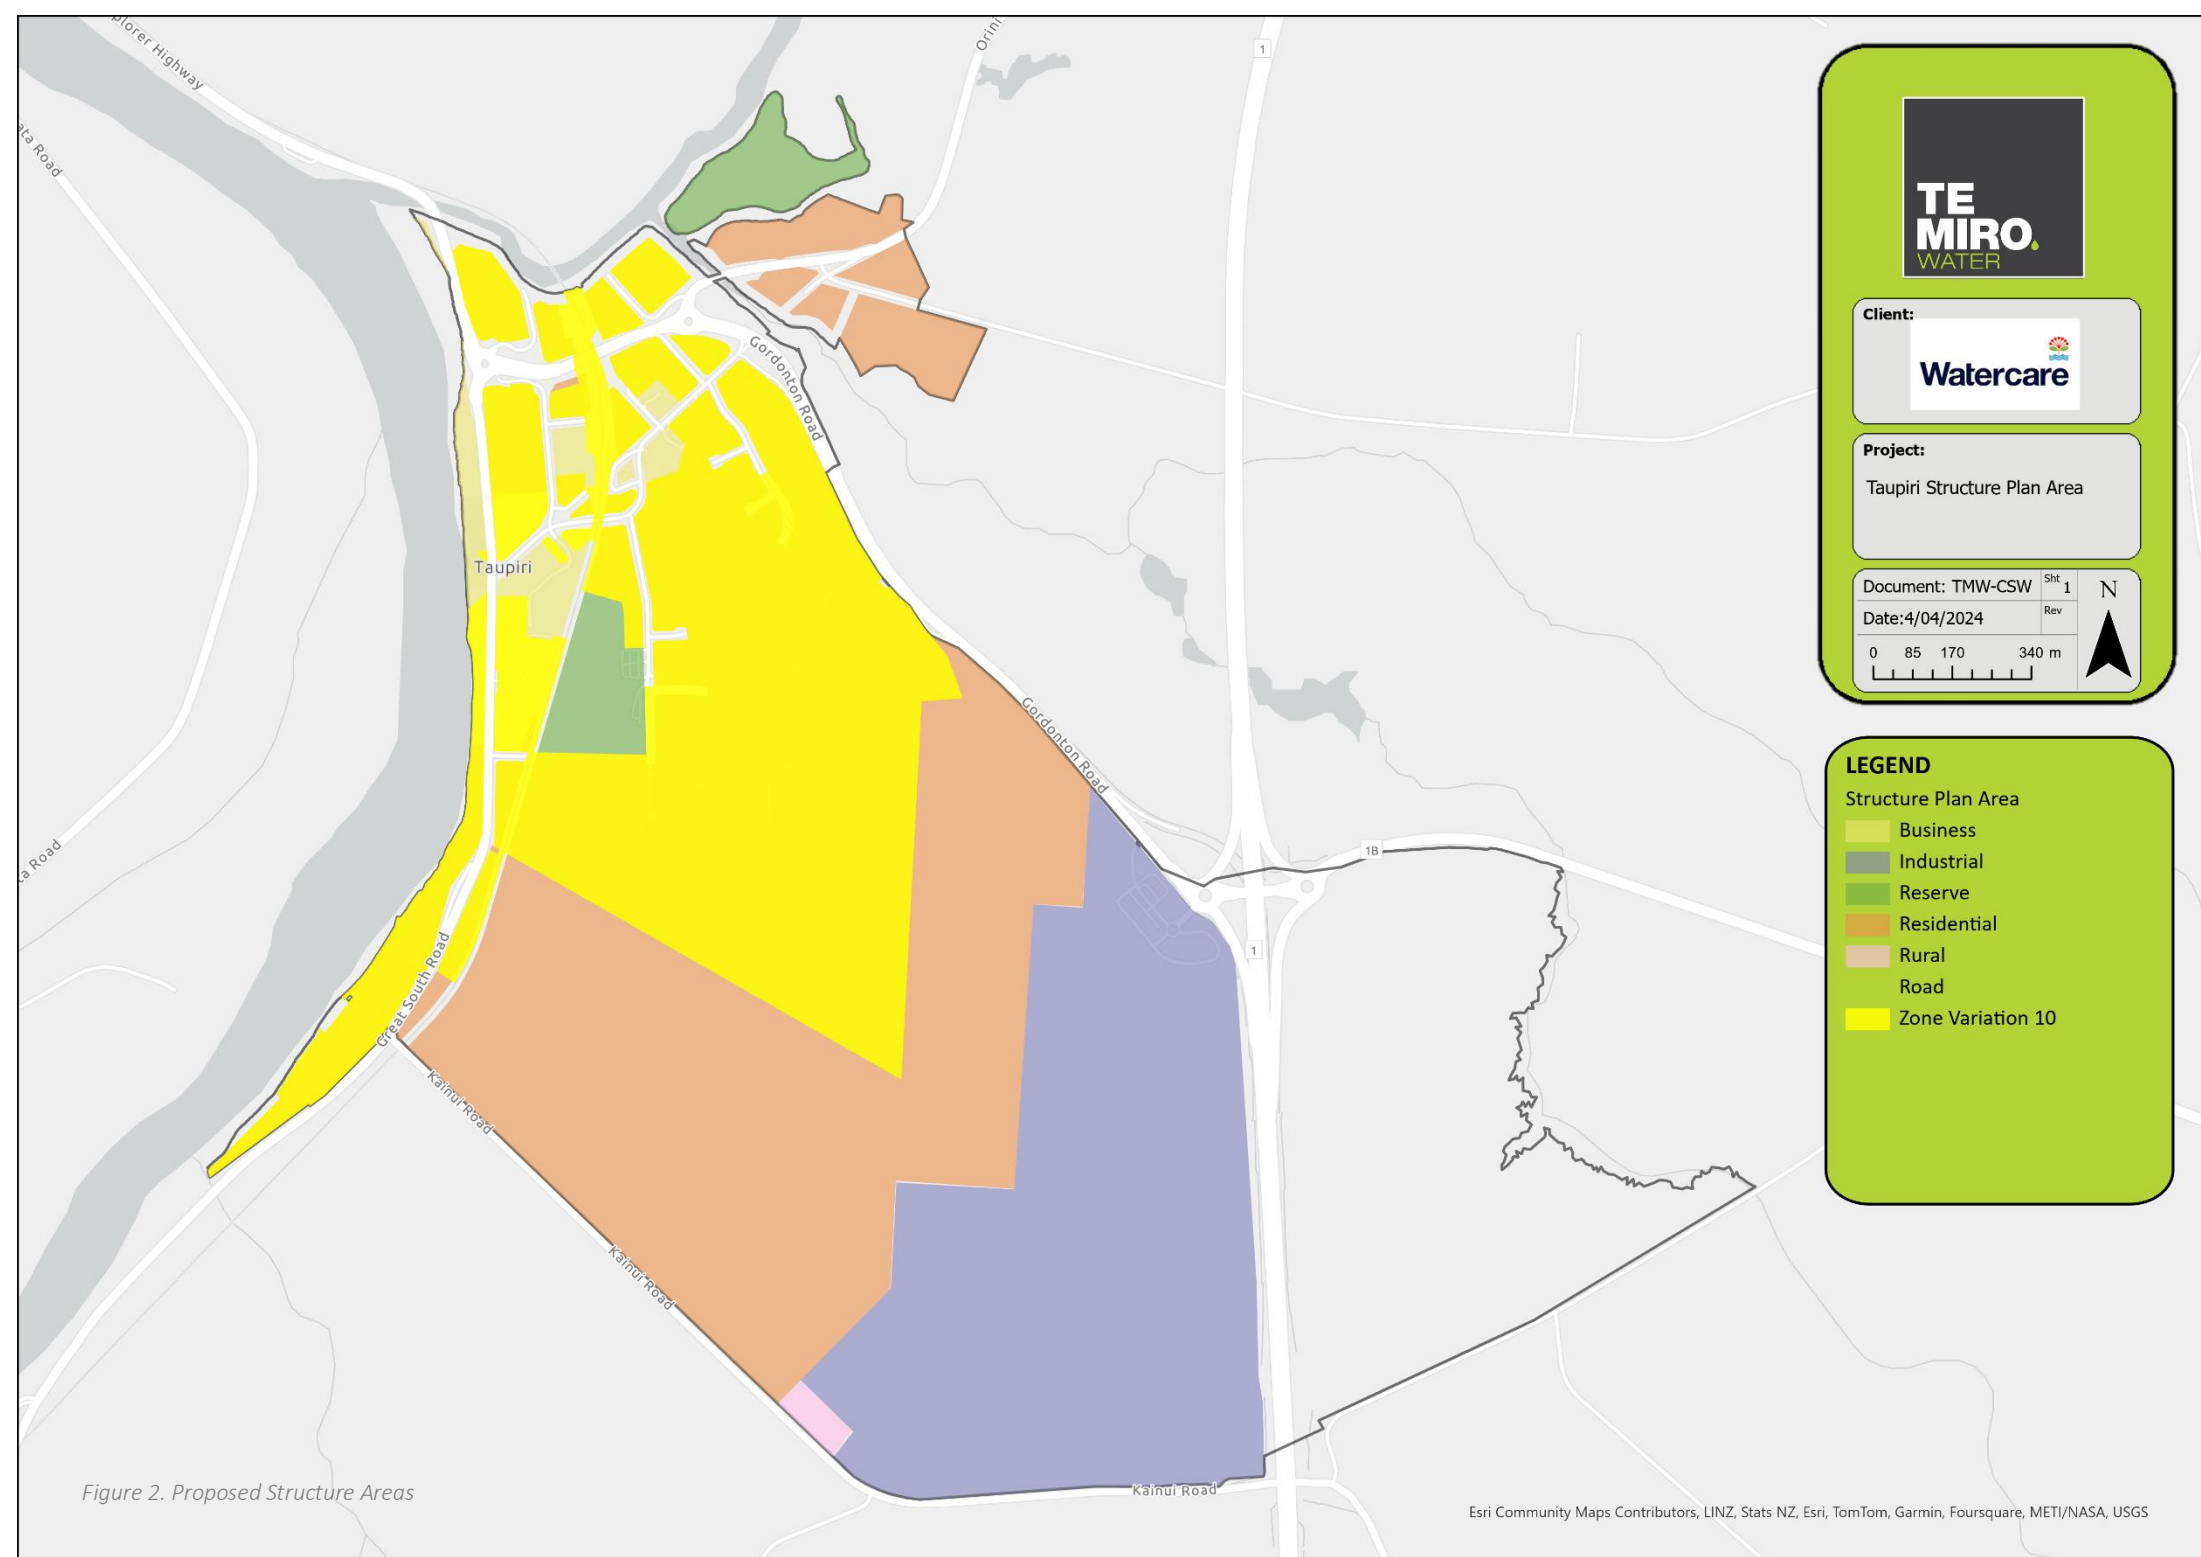 plorer Highway
Orini
1
ata Road
Gordonton Road
Taupiri
Gordonton Road
1B
1
ta Road
Great South Road
Kainui Road
Kainui Road
Kainui Road
Figure 2. Proposed Structure Areas
Esri Community Maps Contributors, LINZ, Stats NZ, Esri, TomTom, Garmin, Foursquare, METI/NASA, USGS
TE
MIRO.
WATER
Client:
Watercare
Project:
Taupiri Structure Plan Area
Document: TMW-CSW
Sht 1
Date:4/04/2024
Rev
N
0 85 170 340 m
LEGEND
Structure Plan Area
Business
Industrial
Reserve
Residential
Rural
Road
Zone Variation 10